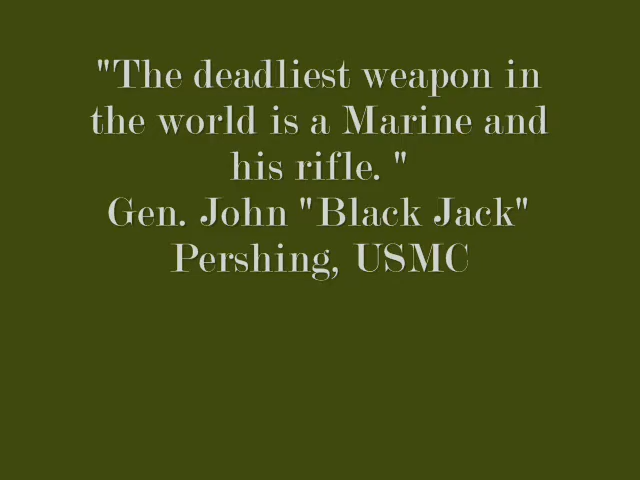 "The deadliest weapon in
the world is a Marine and
his rifle. "
Gen. John "Black Jack"
Pershing, USMC